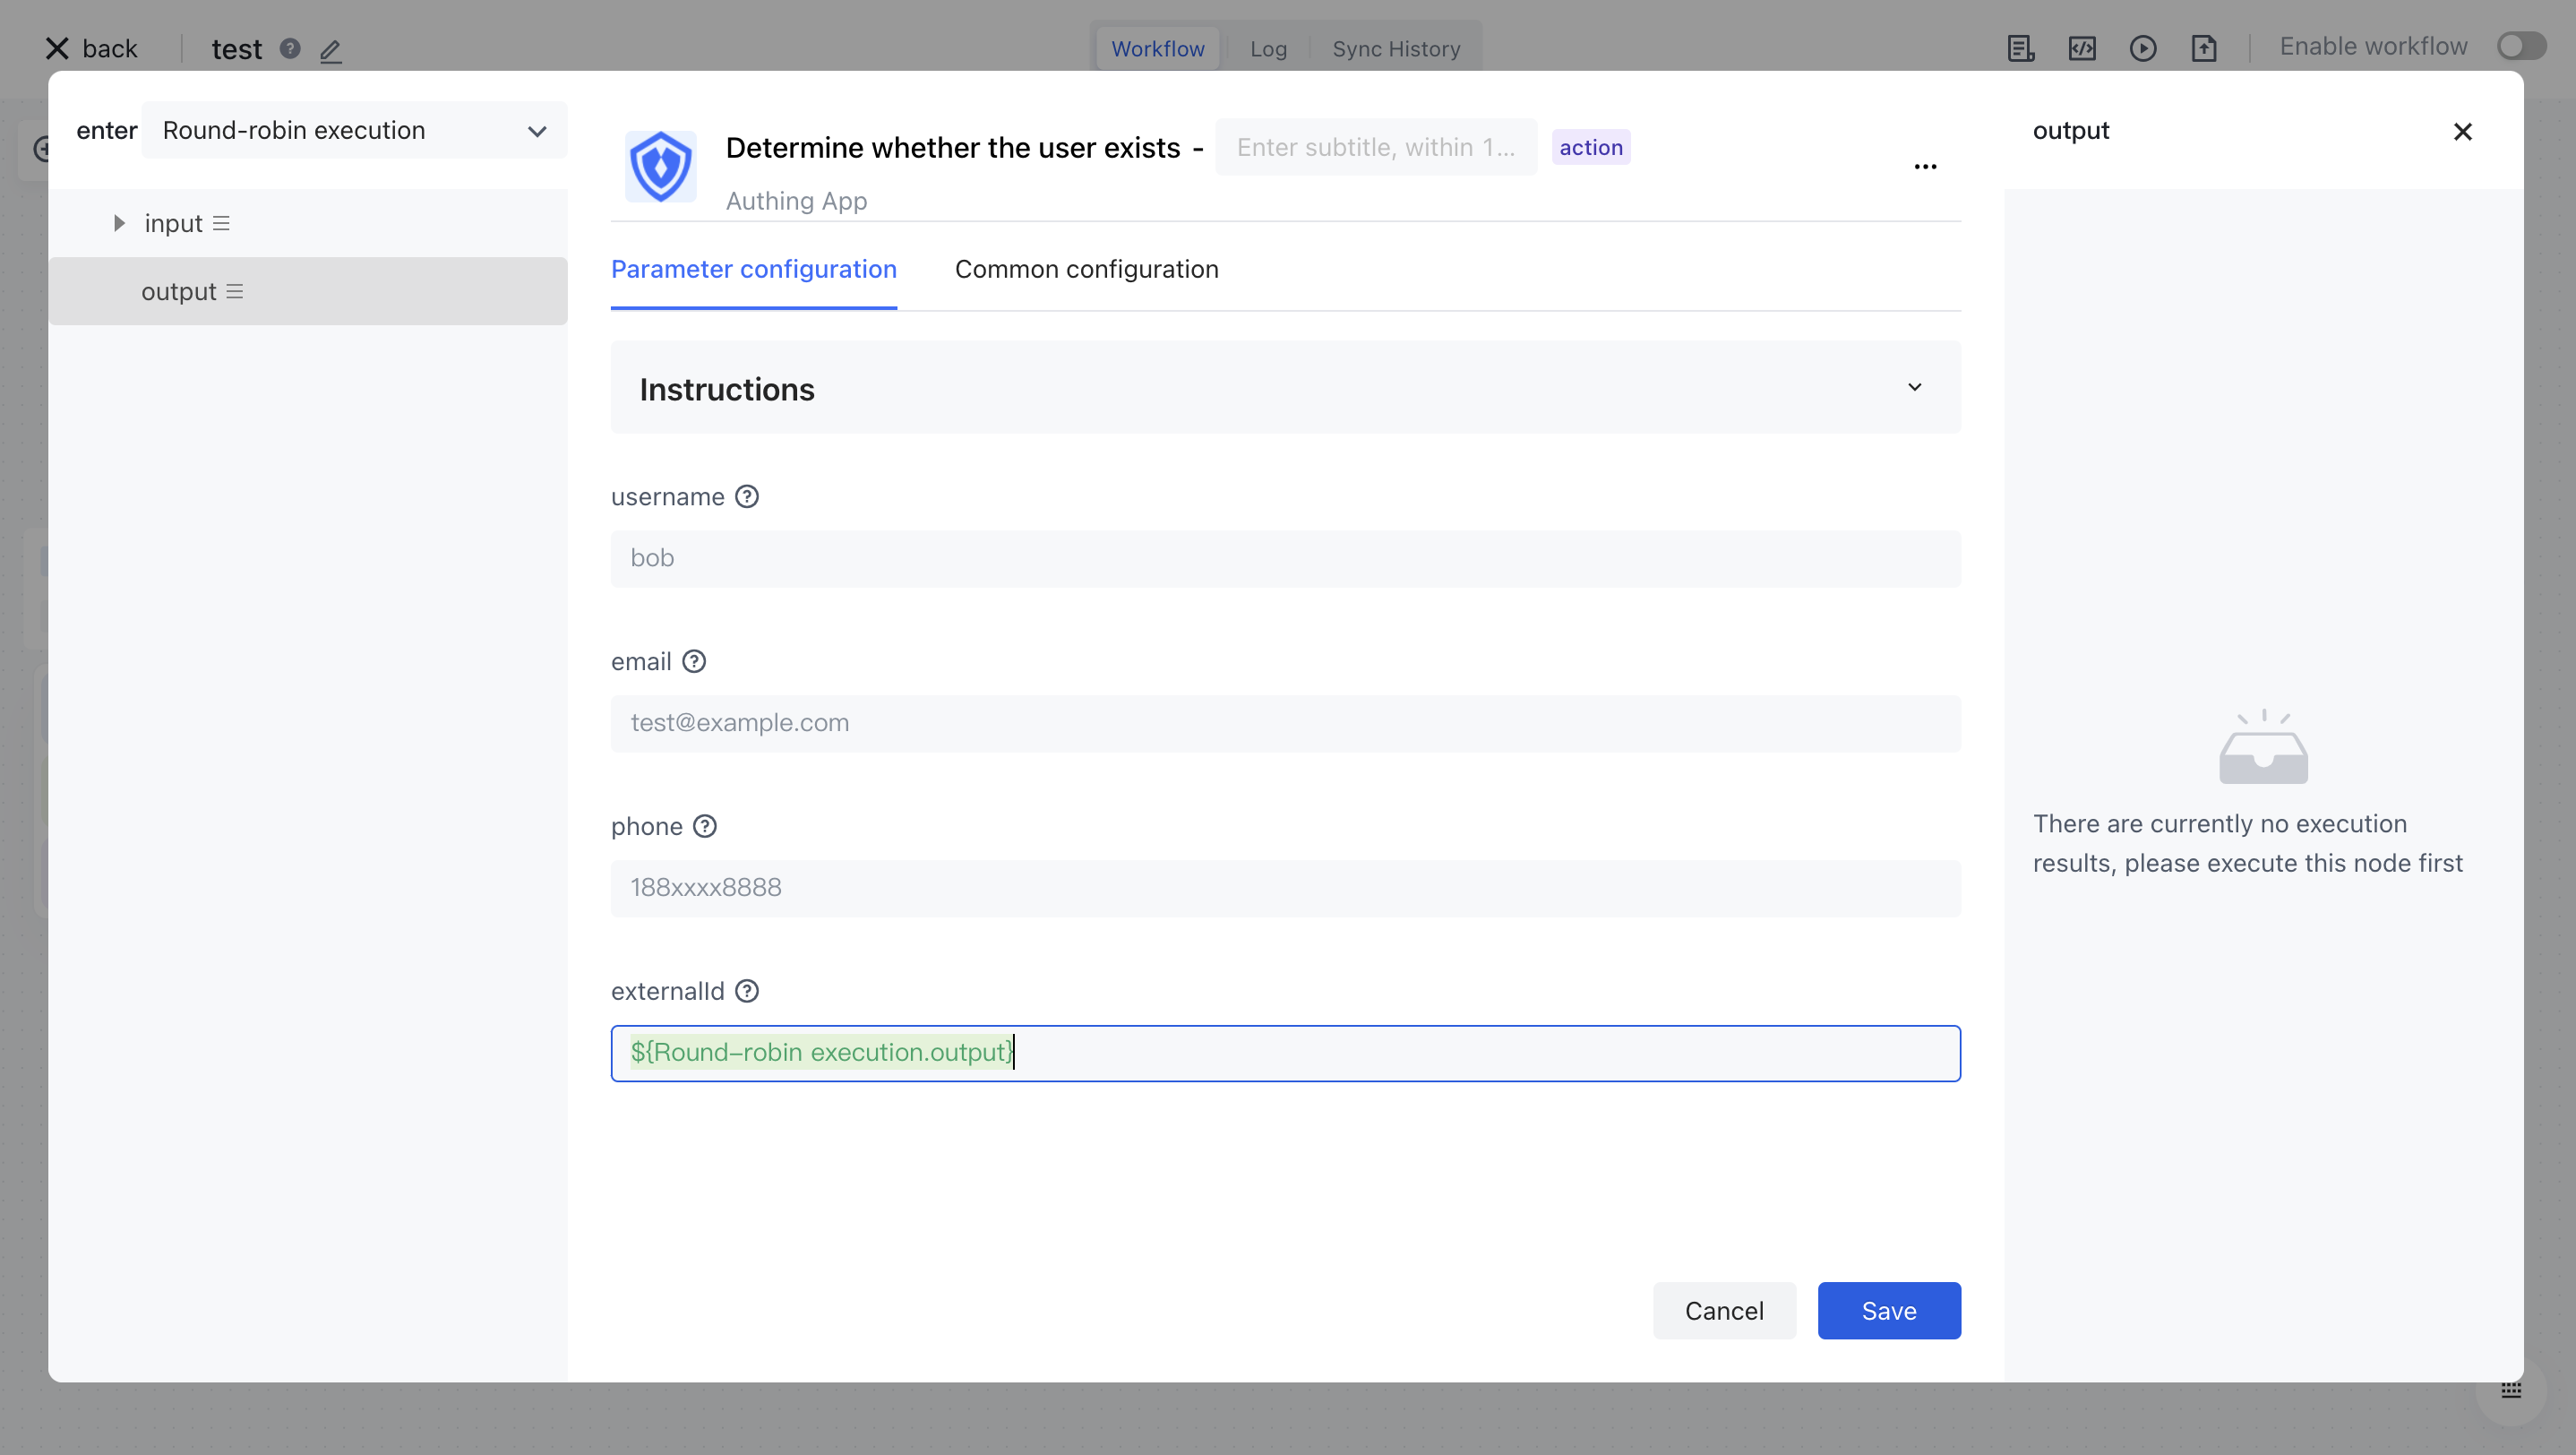 back
test
Workflow
Log
Sync History
Enable workflow
enter
Round-robin execution
input
output
Determine whether the user exists -
Enter subtitle, within 1...
action
Authing App
Parameter configuration
Common configuration
Instructions
username
bob
email
test@example.com
phone
188xxxx8888
externalId
${Round-robin execution.output}
Cancel
Save
output
There are currently no execution
results, please execute this node first